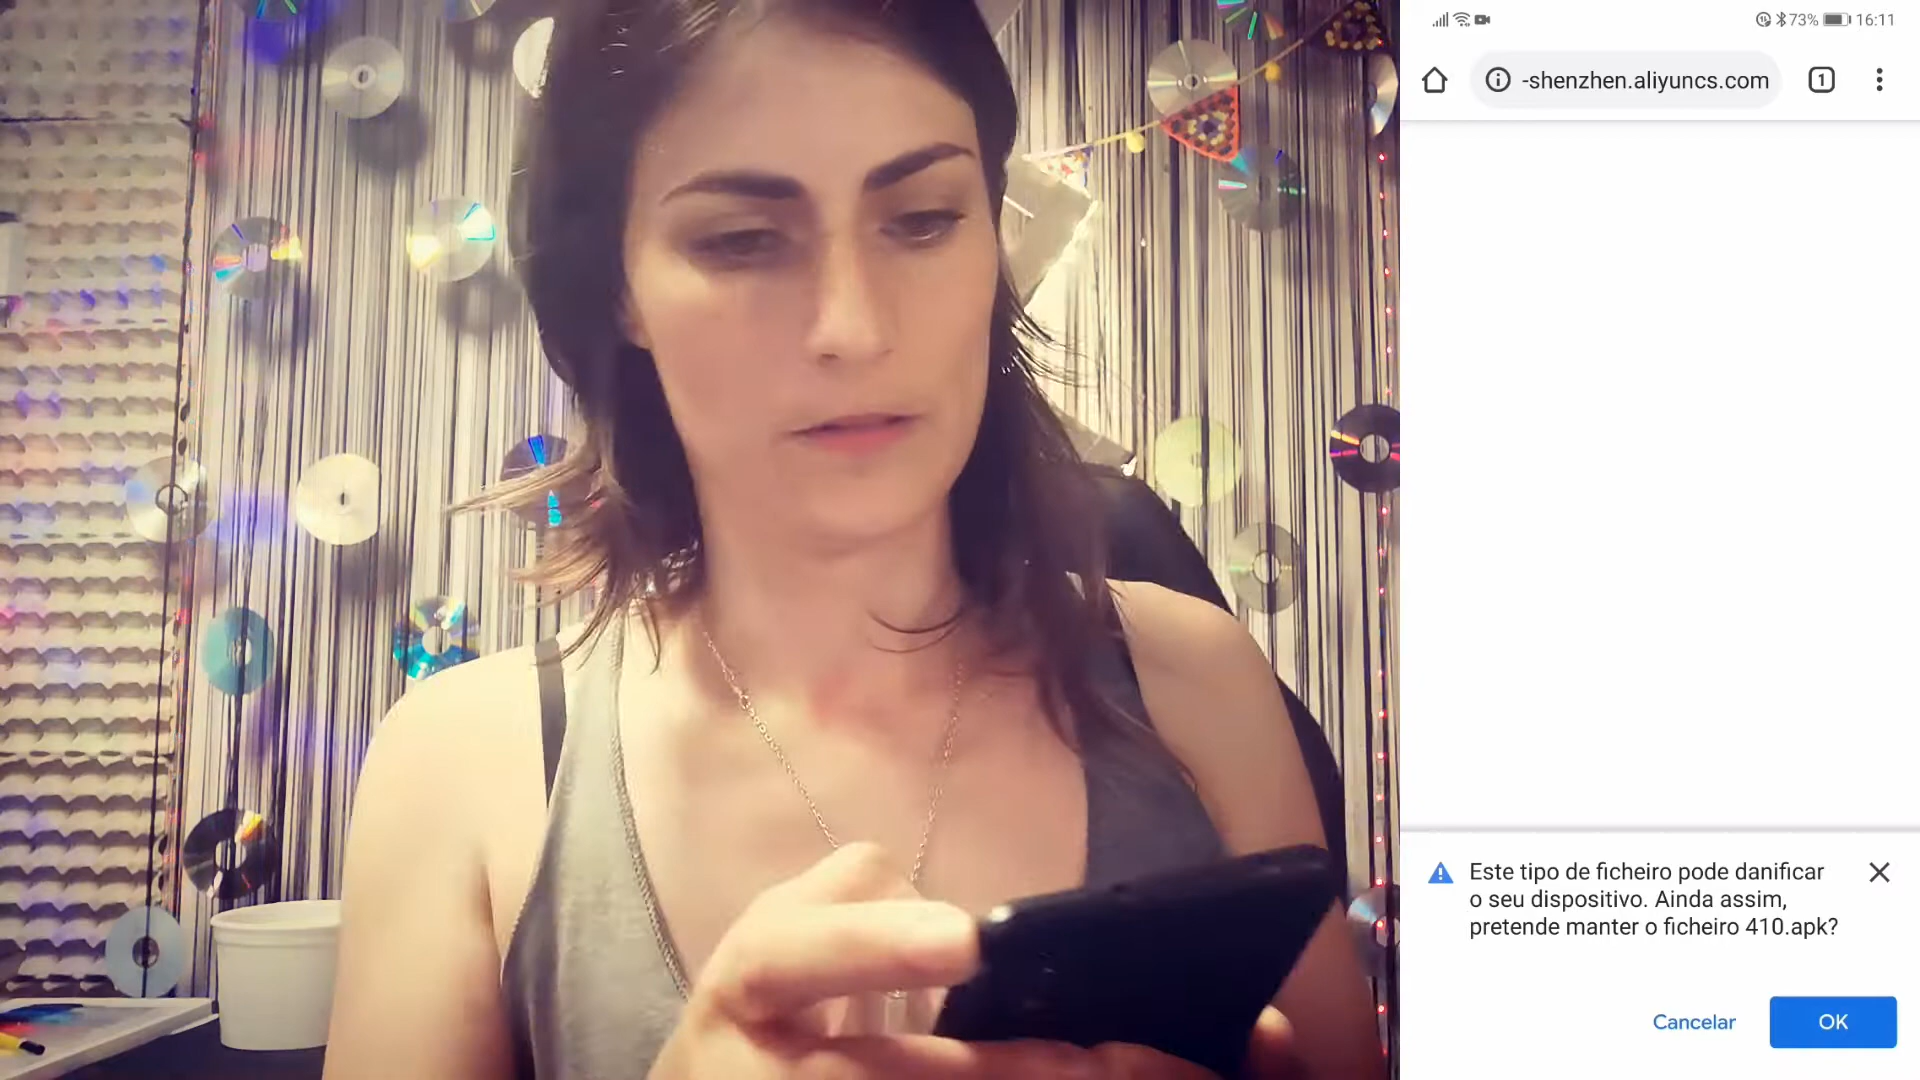 73% 16:11
-shenzhen.aliyuncs.com
1
Este tipo de ficheiro pode danificar
o seu dispositivo. Ainda assim,
pretende manter o ficheiro 410.apk?
Cancelar
OK